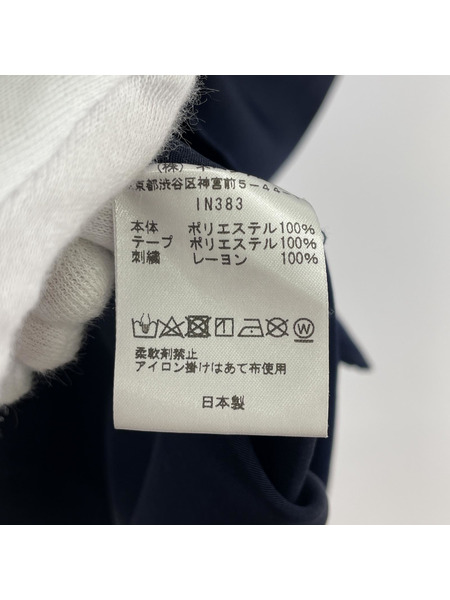 (株)
京都渋谷区神宮前5-44
IN383
本体 ポリエステル100%
テープ ポリエステル100%
刺繍 レーヨン 100%
柔軟剤禁止
アイロン掛けはあて布使用
日本製